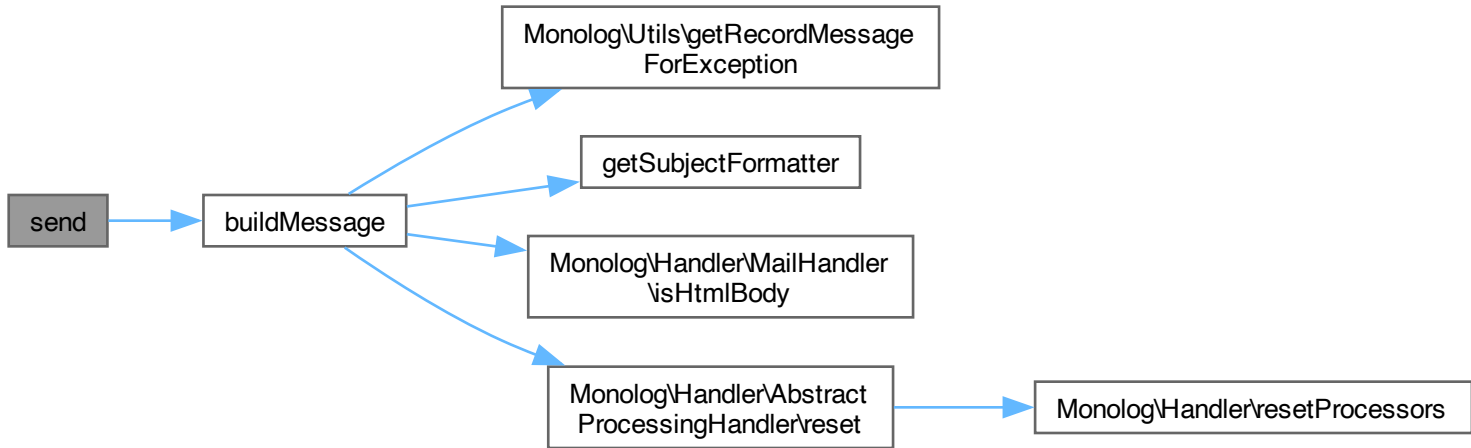 send
buildMessage
Monolog\Utils\getRecordMessage
ForException
getSubjectFormatter
Monolog\Handler\MailHandler
\isHtmlBody
Monolog\Handler\Abstract
ProcessingHandler\reset
Monolog\Handler\resetProcessors